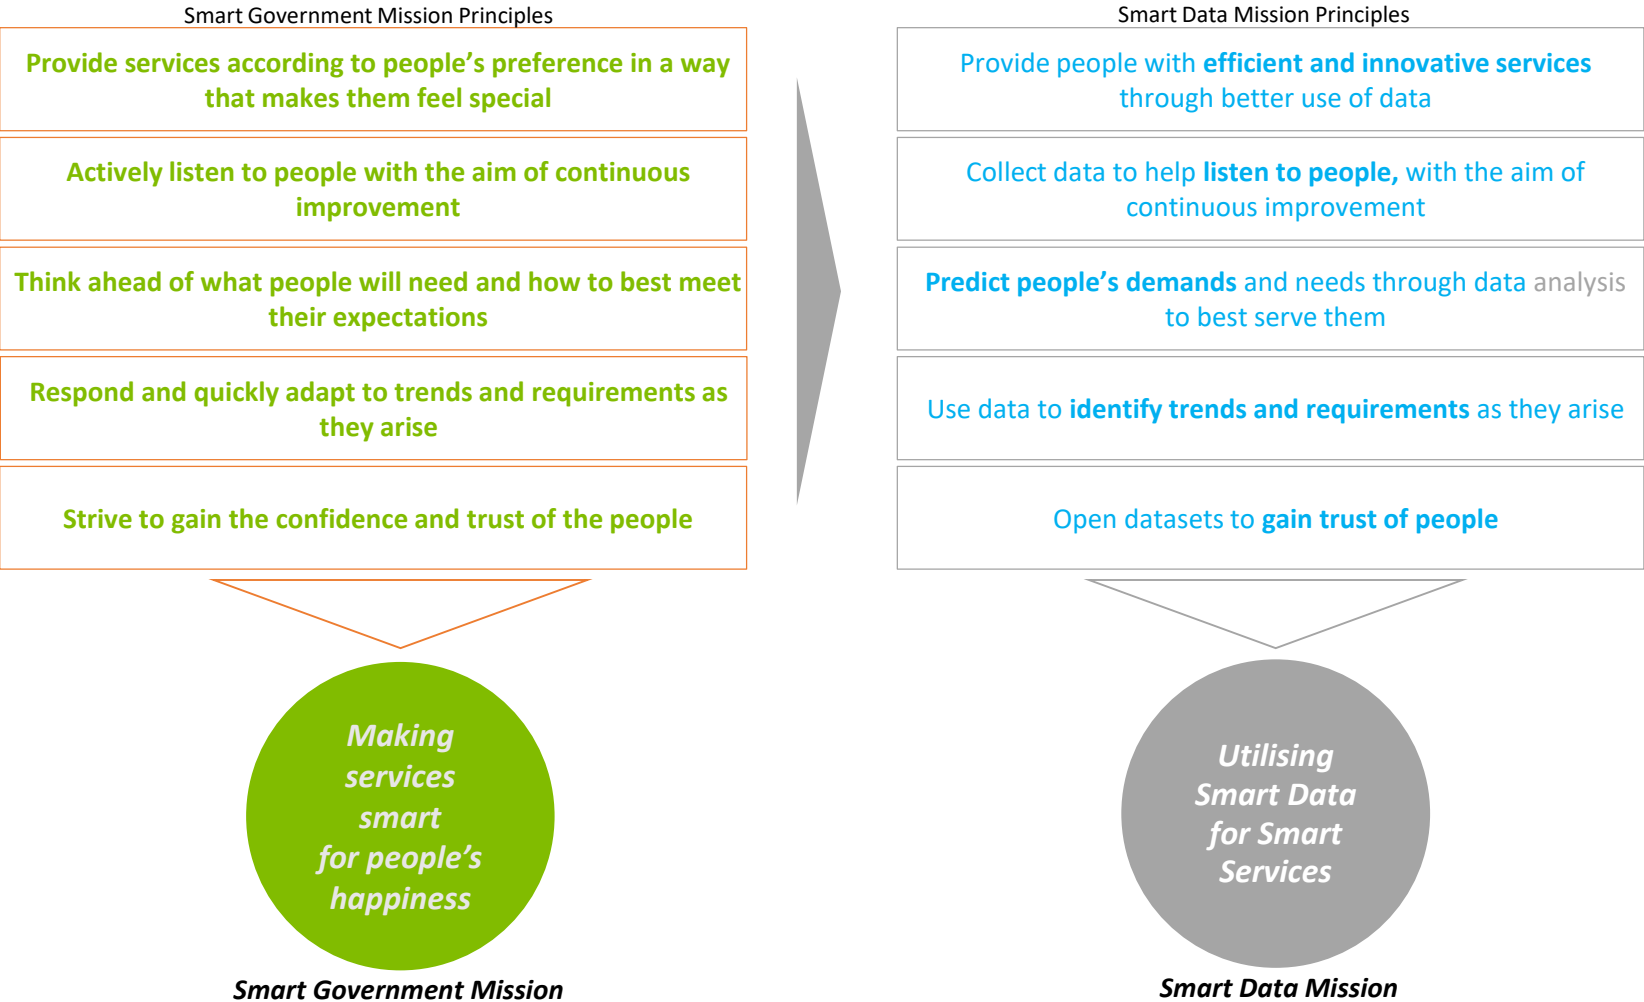 Smart Government Mission Principles
Provide services according to people’s preference in a way
that makes them feel special
Actively listen to people with the aim of continuous
improvement
Think ahead of what people will need and how to best meet
their expectations
Respond and quickly adapt to trends and requirements as
they arise
Strive to gain the confidence and trust of the people
Making
services
smart
for people’s
happiness
Smart Government Mission
Smart Data Mission Principles
Provide people with efficient and innovative services
through better use of data
Collect data to help listen to people, with the aim of
continuous improvement
Predict people’s demands and needs through data analysis
to best serve them
Use data to identify trends and requirements as they arise
Open datasets to gain trust of people
Utilising
Smart Data
for Smart
Services
Smart Data Mission